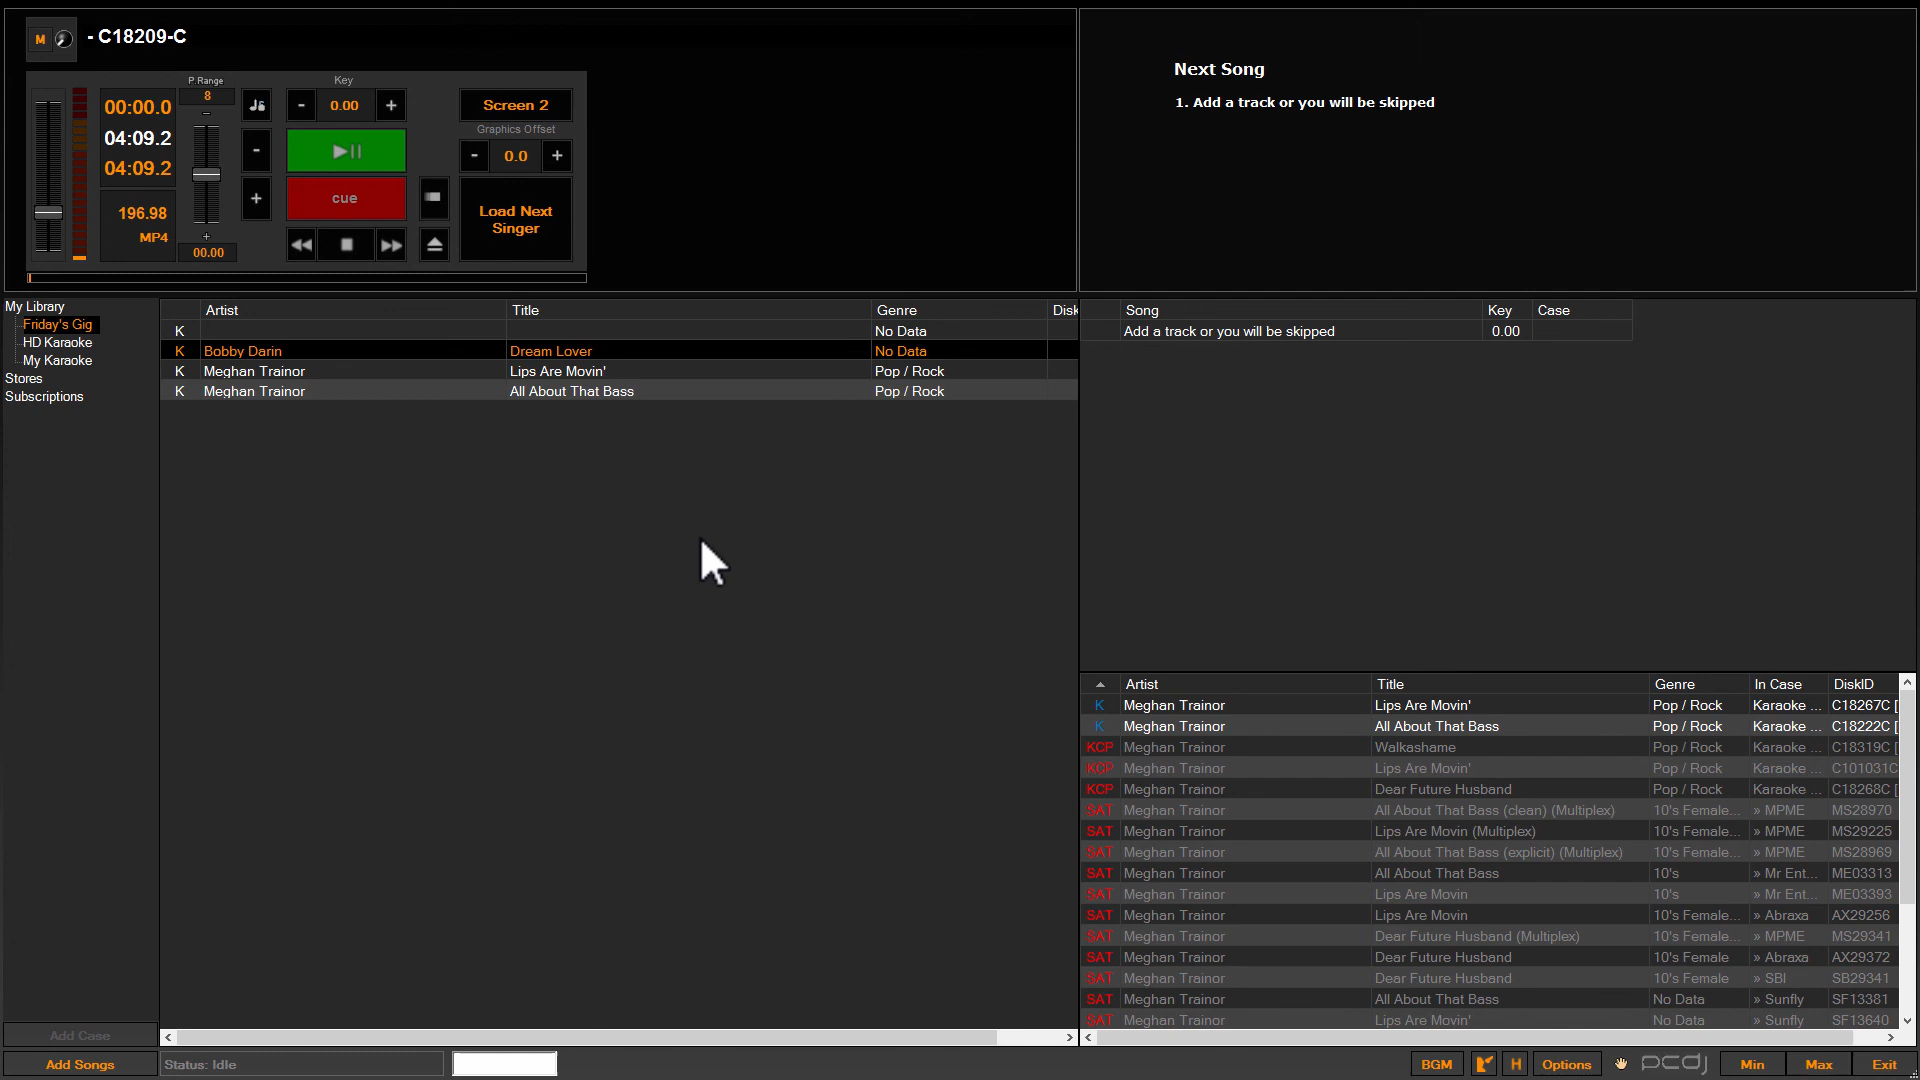 M - C18209-C
P.Range Key
8
00:00.0
04:09.2
04:09.2
196.98
MP4
00.00
- 0.00 +
-
+
cue
Screen 2
Graphics Offset
- 0.0 +
Load Next
Singer
Next Song
1. Add a track or you will be skipped
My Library
Friday's Gig
HD Karaoke
My Karaoke
Stores
Subscriptions
Artist Title Genre Disk
K No Data
K Bobby Darin Dream Lover No Data
K Meghan Trainor Lips Are Movin' Pop / Rock
K Meghan Trainor All About That Bass Pop / Rock
Song Key Case
Add a track or you will be skipped 0.00
Artist Title Genre In Case DiskID
K Meghan Trainor Lips Are Movin' Pop / Rock Karaoke ... C18267C [
K Meghan Trainor All About That Bass Pop / Rock Karaoke ... C18222C [
KCP Meghan Trainor Walkashame Pop / Rock Karaoke ... C18319C [
KCP Meghan Trainor Lips Are Movin' Pop / Rock Karaoke ... C101031C
KCP Meghan Trainor Dear Future Husband Pop / Rock Karaoke ... C18268C [
SAT Meghan Trainor All About That Bass (clean) (Multiplex) 10's Female... » MPME MS28970
SAT Meghan Trainor Lips Are Movin (Multiplex) 10's Female... » MPME MS29225
SAT Meghan Trainor All About That Bass (explicit) (Multiplex) 10's Female... » MPME MS28969
SAT Meghan Trainor All About That Bass 10's » Mr Ent... ME03313
SAT Meghan Trainor Lips Are Movin 10's » Mr Ent... ME03393
SAT Meghan Trainor Lips Are Movin 10's Female... » Abraxa AX29256
SAT Meghan Trainor Dear Future Husband (Multiplex) 10's Female... » MPME MS29341
SAT Meghan Trainor Dear Future Husband 10's Female » Abraxa AX29372
SAT Meghan Trainor Dear Future Husband 10's Female » SBI SB29341
SAT Meghan Trainor All About That Bass No Data » Sunfly SF13381
SAT Meghan Trainor Lips Are Movin' No Data » Sunfly SF13640
Add Case
Add Songs Status: Idle BGM H Options pcdj Min Max Exit